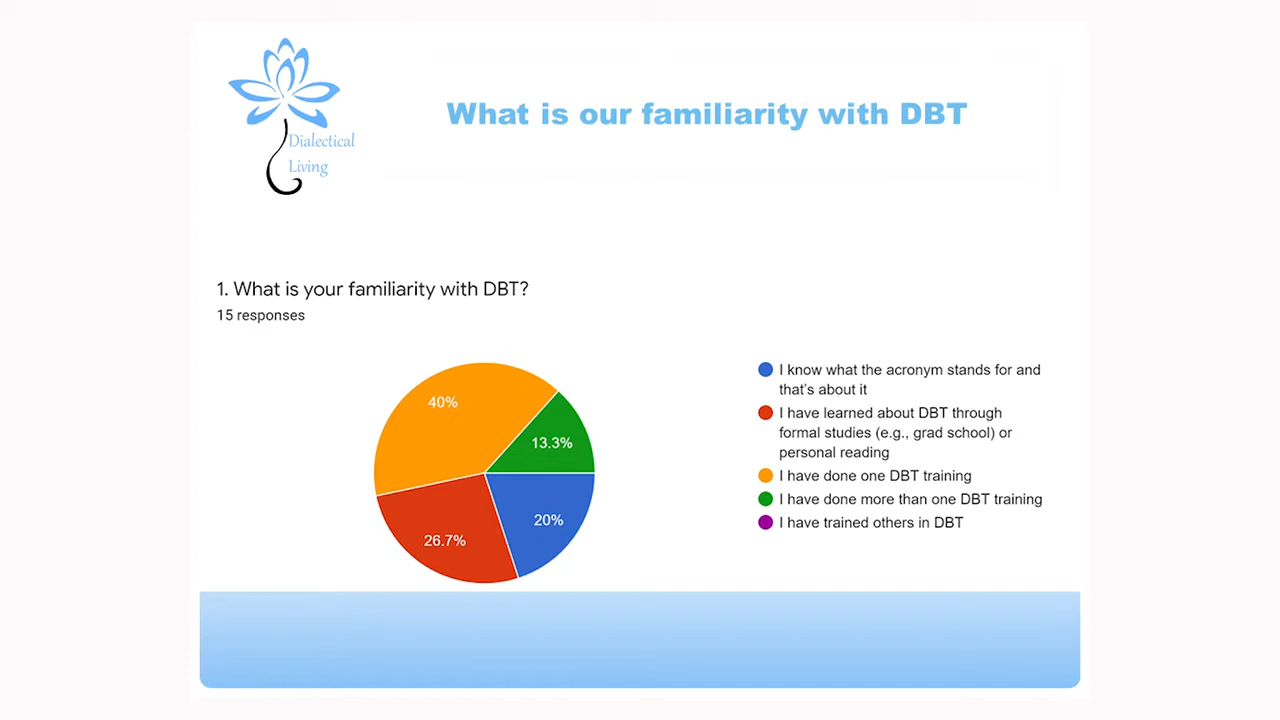 Dialectical
Living
What is our familiarity with DBT
1. What is your familiarity with DBT?
15 responses
40%
13.3%
26.7%
20%
I know what the acronym stands for and
that's about it
I have learned about DBT through
formal studies (e.g., grad school) or
personal reading
I have done one DBT training
I have done more than one DBT training
I have trained others in DBT